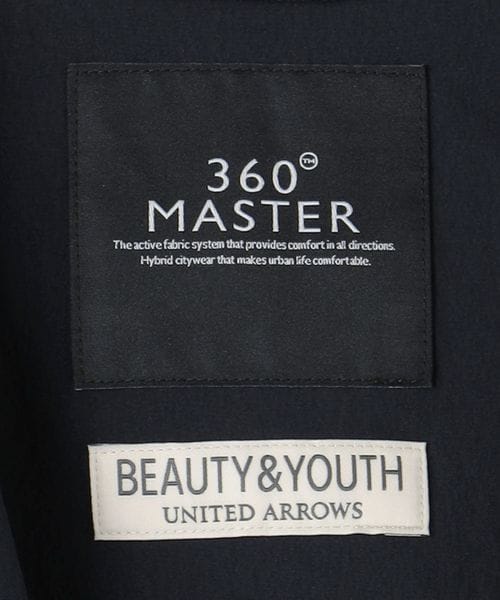 360°™
MASTER
The active fabric system that provides comfort in all directions.
Hybrid citywear that makes urban life comfortable.
BEAUTY&YOUTH
UNITED ARROWS